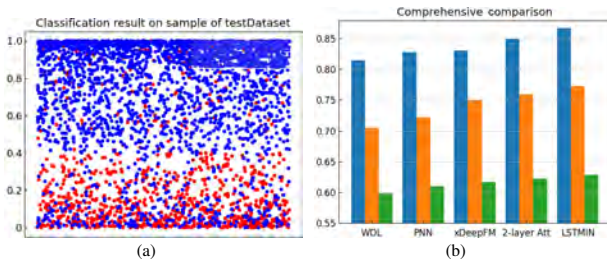 Classification result on sample of testDataset
1.0
0.8
0.6
0.4
0.2
0
(a)
Comprehensive comparison
0.85
0.80
0.75
0.70
0.65
0.60
0.55
WDL PNN xDeepFM 2-layer Att LSTMIN
(b)